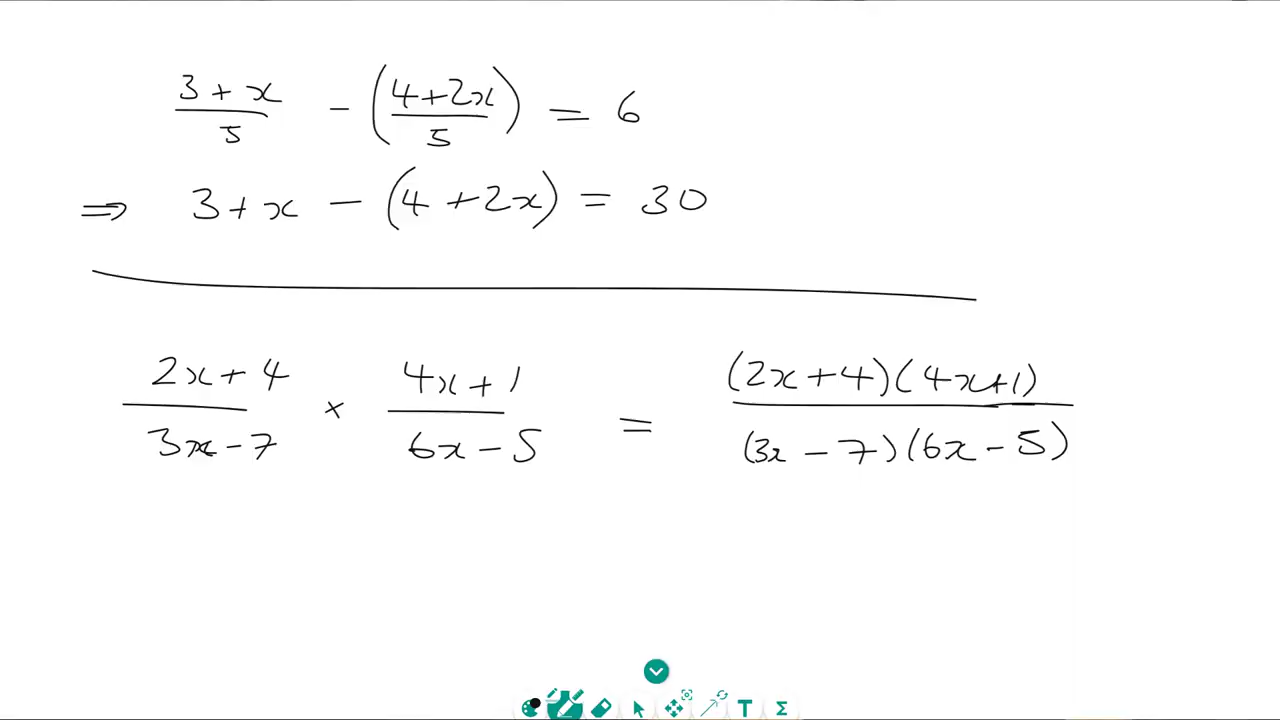 (3+x)/5 - ((4+2x)/5) = 6
⇒ 3+x - (4+2x) = 30
(2x+4)/(3x-7) × (4x+1)/(6x-5) = ((2x+4)(4x+1))/((3x-7)(6x-5))
T Σ